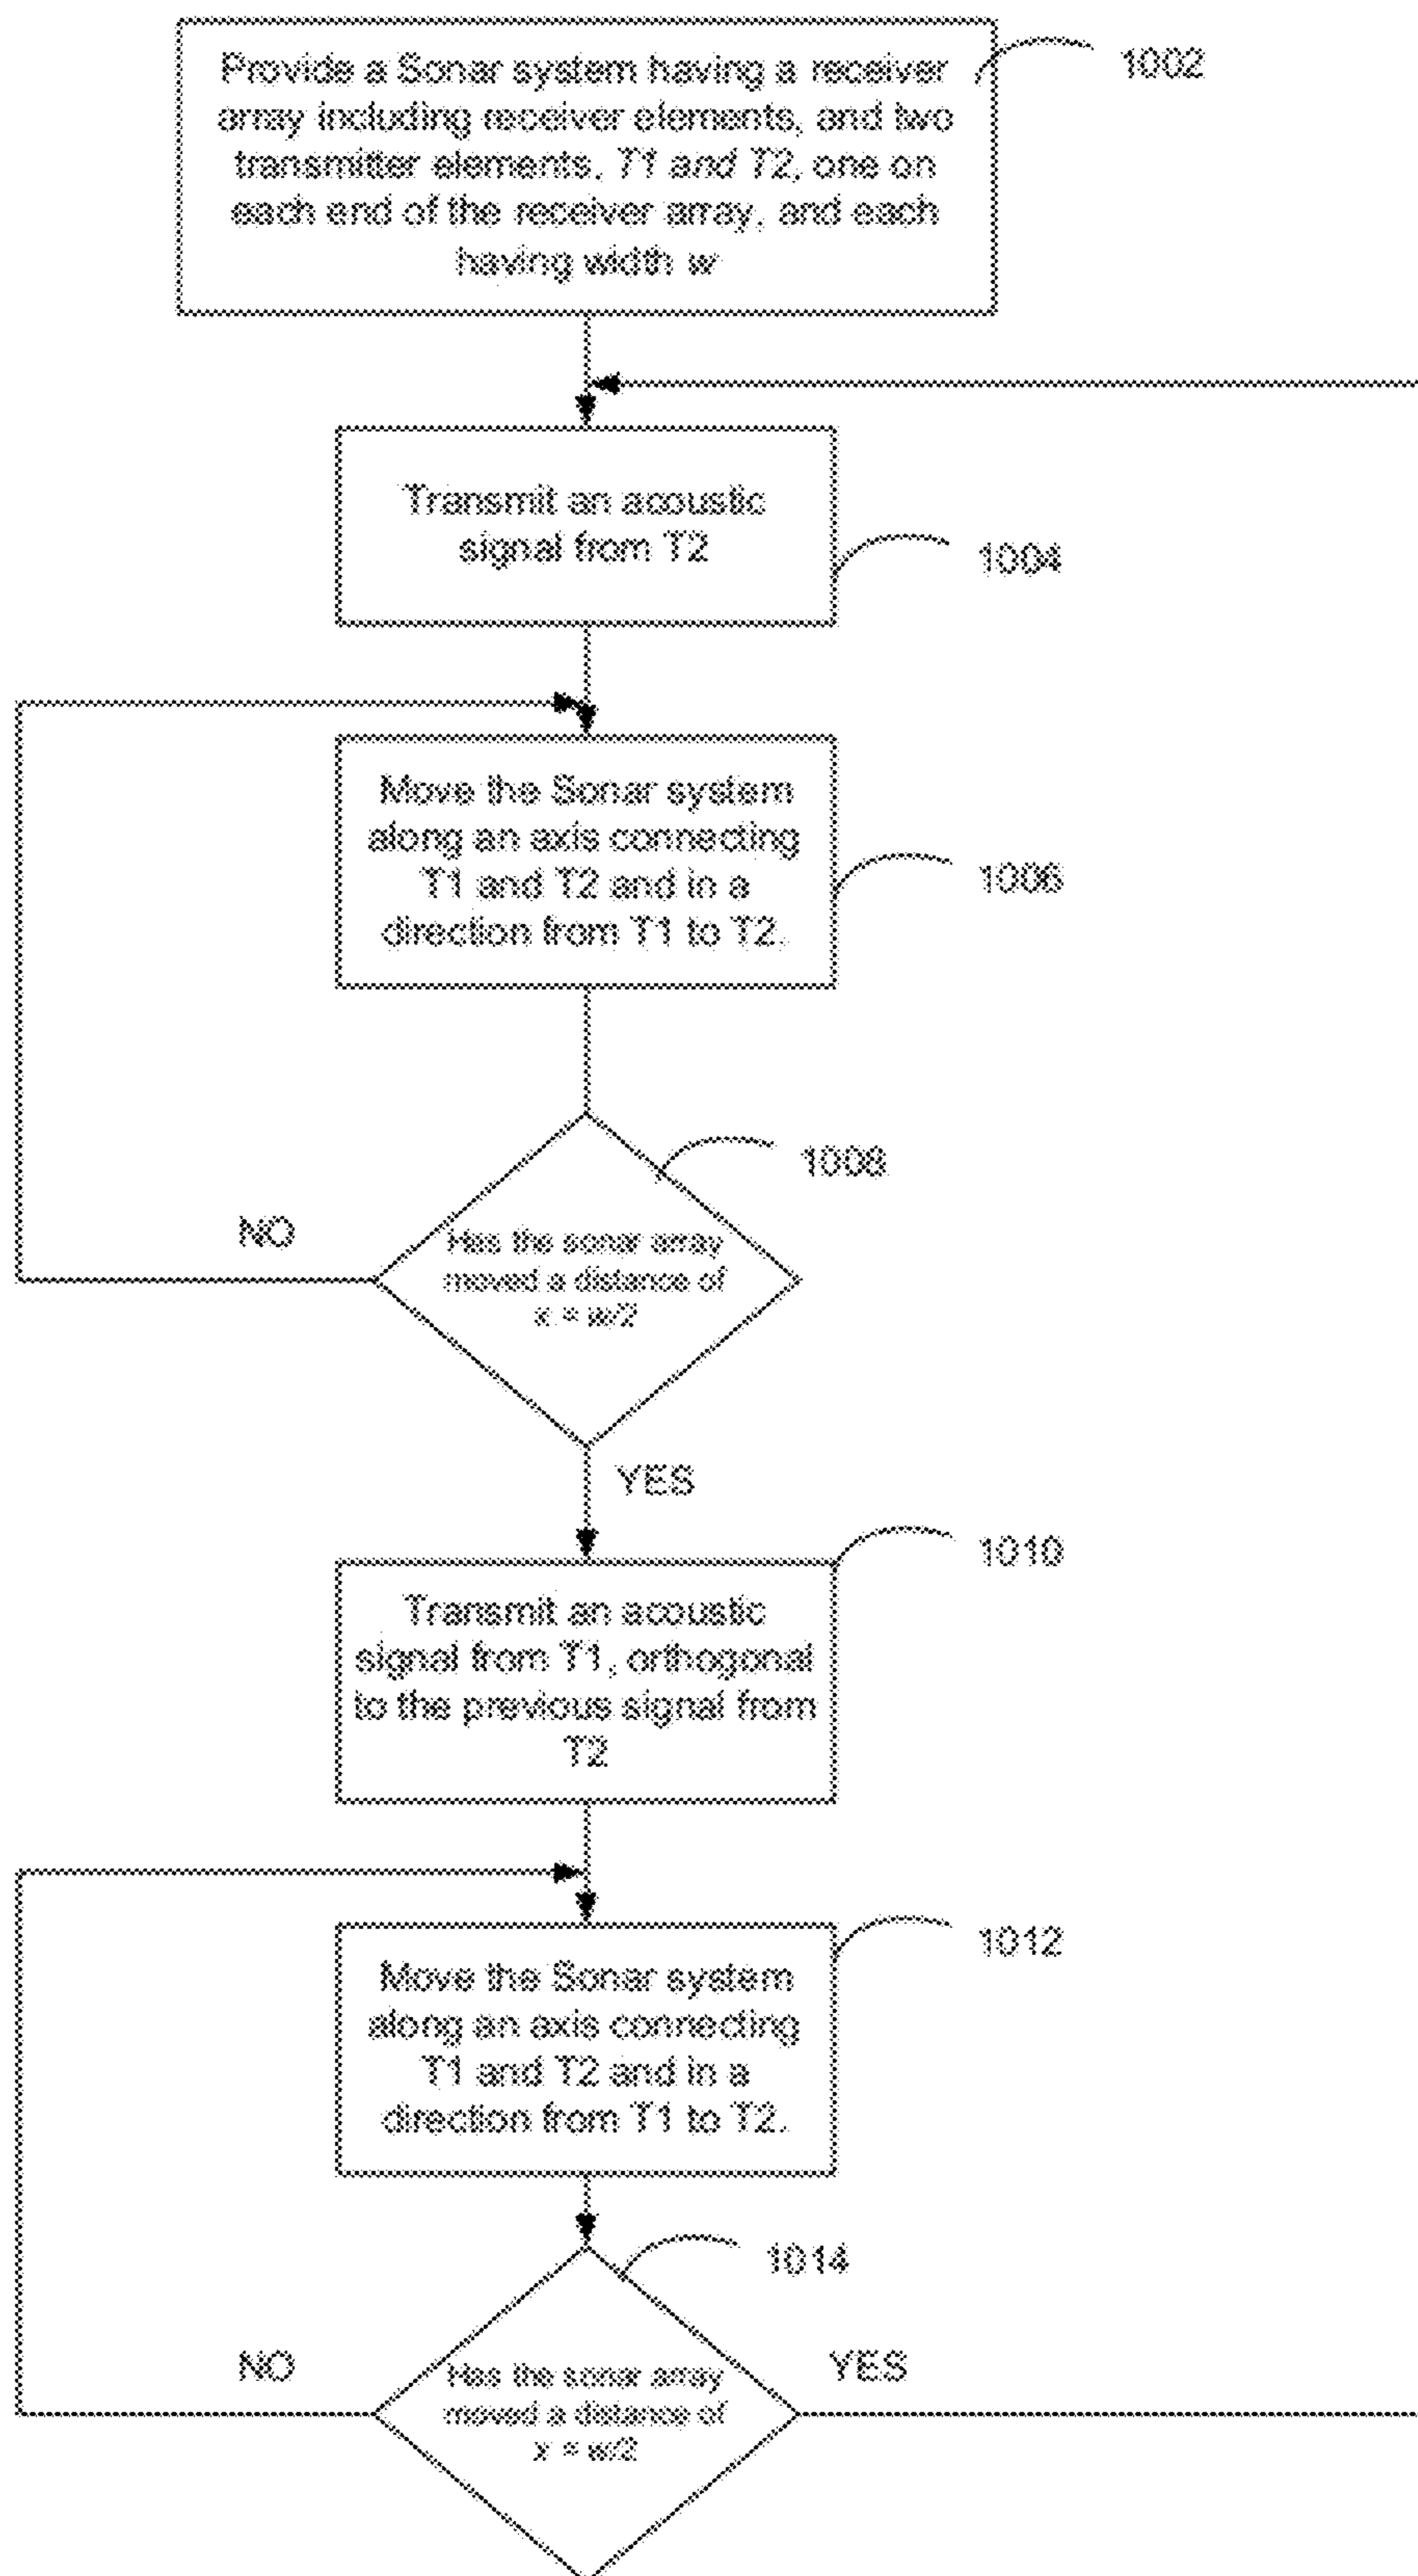 Provide a Sonar system having a receiver
array including receiver elements, and two
transmitter elements, T1 and T2, one on
each end of the receiver array, and each
having width w
1002
Transmit an acoustic
signal from T2
1004
Move the Sonar system
along an axis connecting
T1 and T2 and in a
direction from T1 to T2.
1006
1008
NO
Has the sonar array
moved a distance of
x = w/2
YES
1010
Transmit an acoustic
signal from T1, orthogonal
to the previous signal from
T2
1012
Move the Sonar system
along an axis connecting
T1 and T2 and in a
direction from T1 to T2.
1014
NO
YES
Has the sonar array
moved a distance of
x = w/2